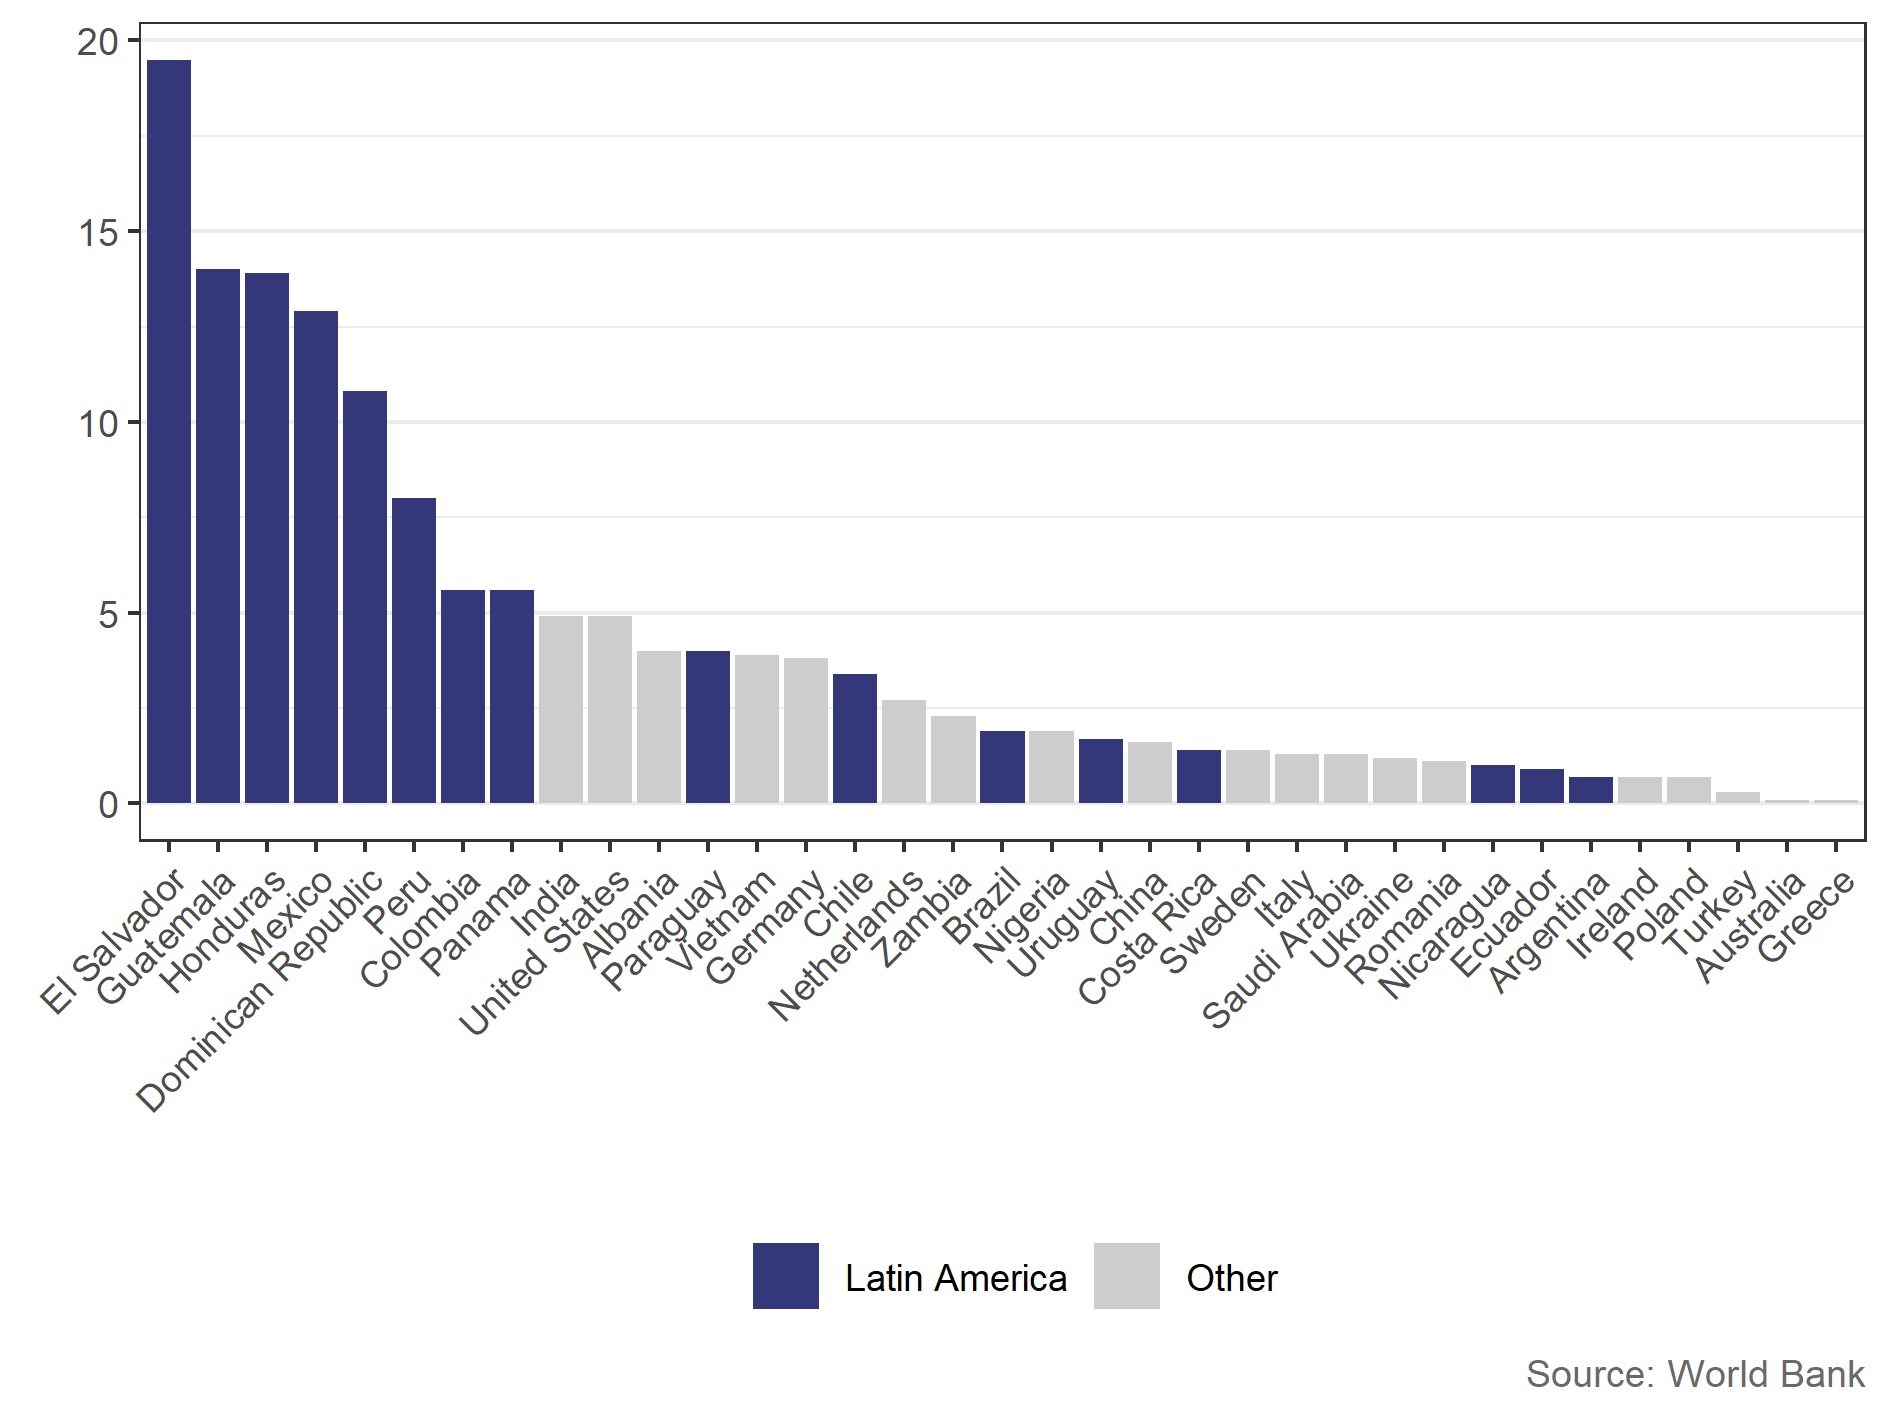 20
15
10
5
0
El Salvador
Guatemala
Honduras
Mexico
Dominican Republic
Peru
Colombia
Panama
India
United States
Albania
Paraguay
Vietnam
Germany
Chile
Netherlands
Zambia
Brazil
Nigeria
Uruguay
China
Costa Rica
Sweden
Italy
Saudi Arabia
Ukraine
Romania
Nicaragua
Ecuador
Argentina
Ireland
Poland
Turkey
Australia
Greece
Latin America
Other
Source: World Bank